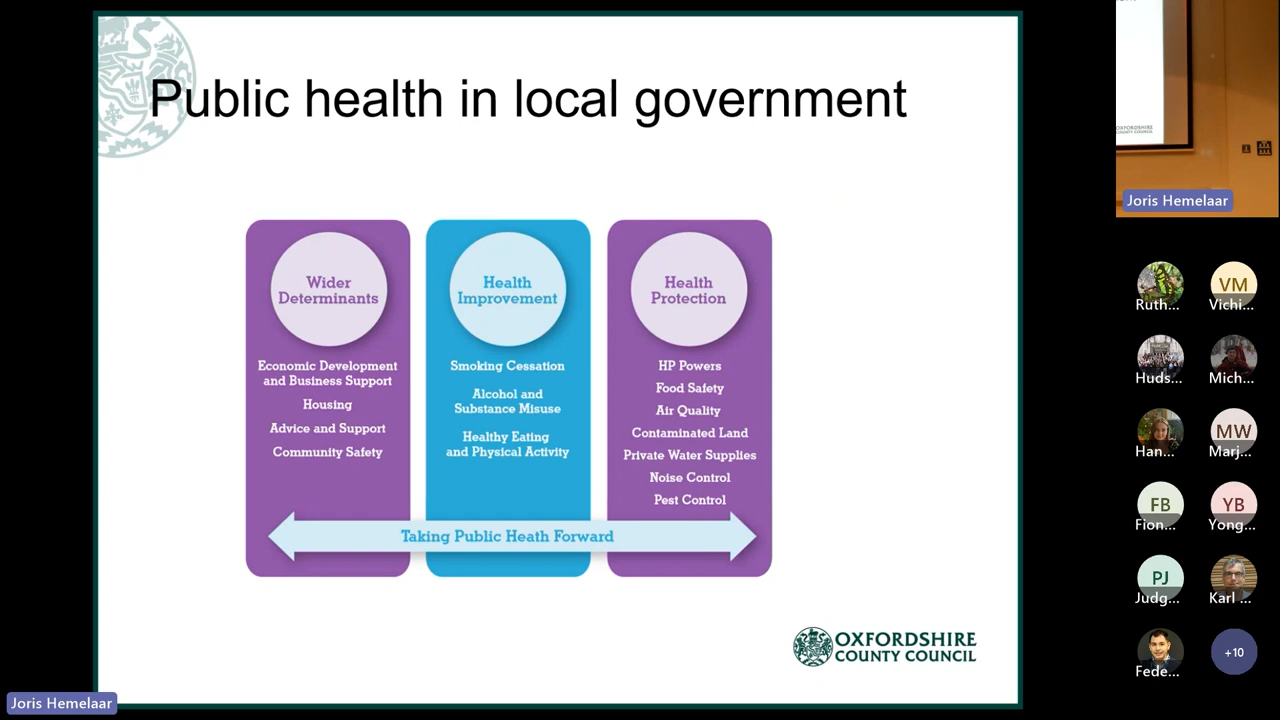 Public health in local government
Wider
Determinants
Economic Development
and Business Support
Housing
Advice and Support
Community Safety
Health
Improvement
Smoking Cessation
Alcohol and
Substance Misuse
Healthy Eating
and Physical Activity
Health
Protection
HP Powers
Food Safety
Air Quality
Contaminated Land
Private Water Supplies
Noise Control
Pest Control
Taking Public Heath Forward
OXFORDSHIRE
COUNTY COUNCIL
Joris Hemelaar
OXFORDSHIRE
COUNTY COUNCIL
Joris Hemelaar
Ruth...
VM
Vichi...
Huds...
Mich...
Han...
MW
Marj...
FB
Fion...
YB
Yong...
PJ
Judg...
Karl ...
Fede...
+10